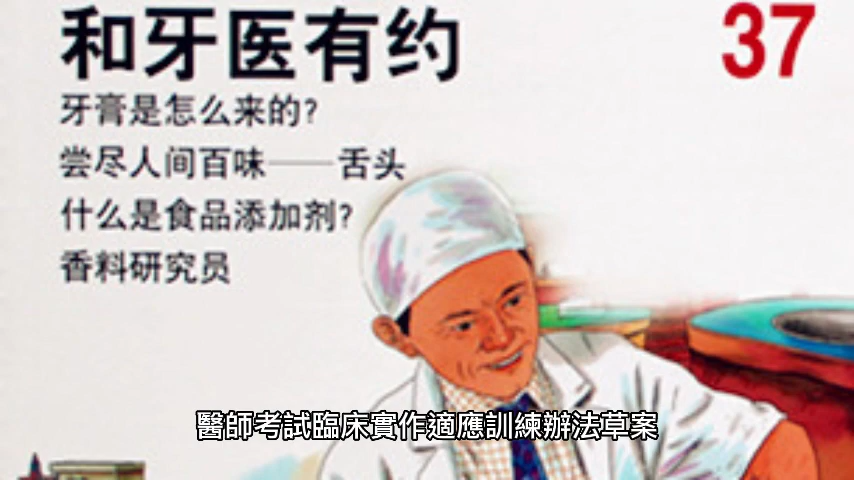 和牙医有约
37
牙膏是怎么来的?
尝尽人间百味——舌头
什么是食品添加剂?
香料研究员
醫師考試臨床實作適應訓練辦法草案